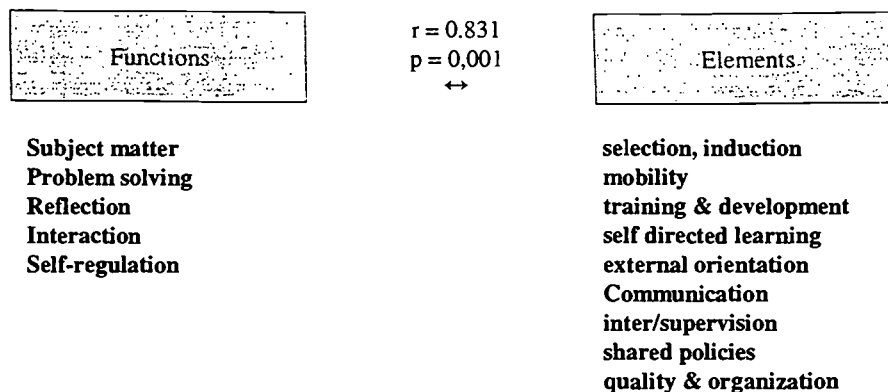 Functions
r = 0.831
p = 0,001
↔
Elements
Subject matter
Problem solving
Reflection
Interaction
Self-regulation
selection, induction
mobility
training & development
self directed learning
external orientation
Communication
inter/supervision
shared policies
quality & organization